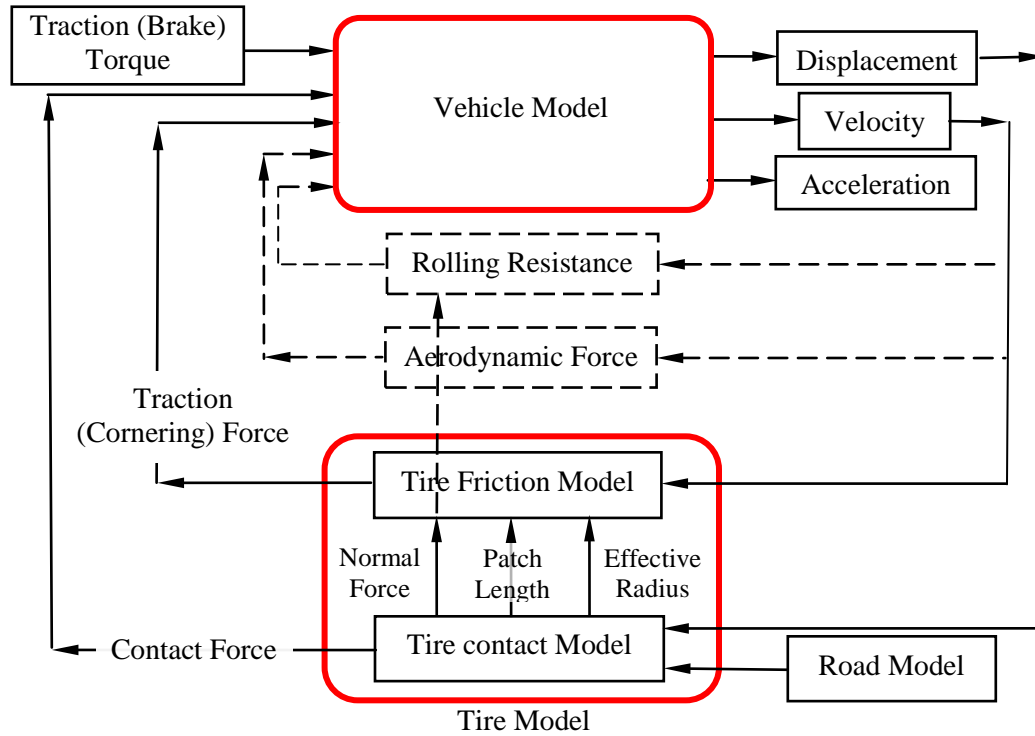 Traction (Brake)
Torque
Vehicle Model
Displacement
Velocity
Acceleration
Rolling Resistance
Aerodynamic Force
Traction
(Cornering) Force
Tire Friction Model
Normal
Force
Patch
Length
Effective
Radius
Tire contact Model
Contact Force
Road Model
Tire Model